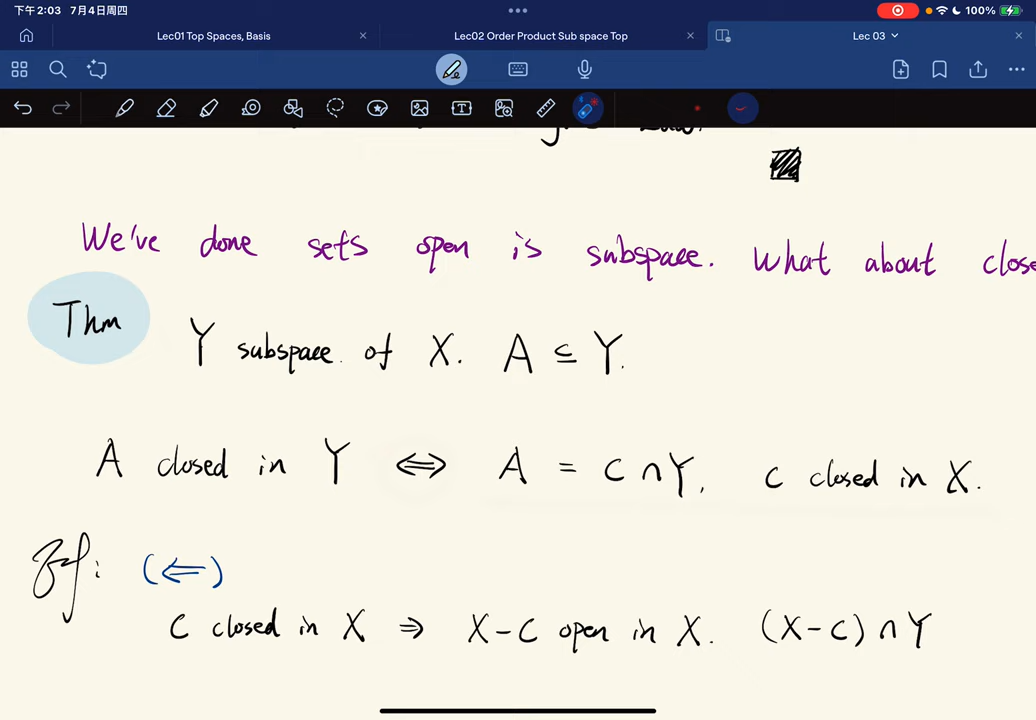 下午2:03 7月4日周四
100%
Lec01 Top Spaces, Basis
Lec02 Order Product Sub space Top
Lec 03
We've done sets open is subspace. What about close
Thm
Y subspace of X. A ⊆ Y.
A closed in Y ⇔ A = C ∩ Y, C closed in X.
Prf: (⇐)
C closed in X ⇒ X-C open in X. (X-C) ∩ Y